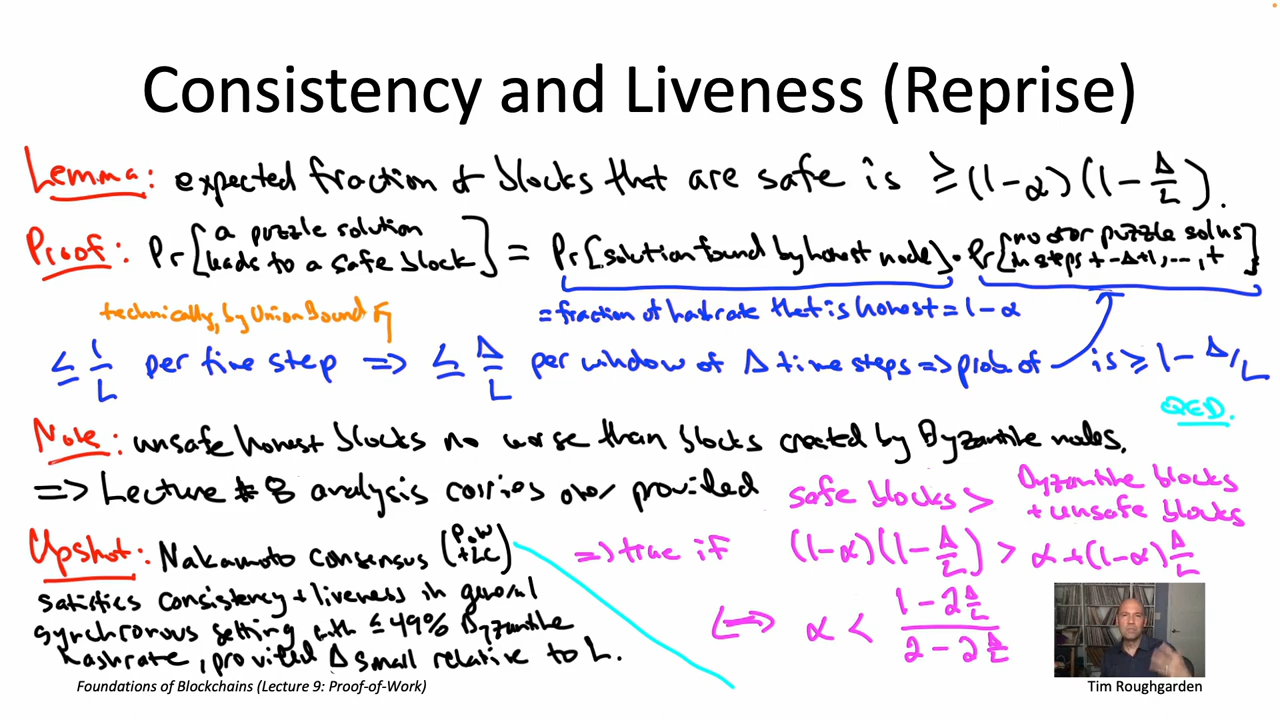 Consistency and Liveness (Reprise)
Lemma: expected fraction of blocks that are safe is ≥ (1-α)(1-Δ/L).
Proof: Pr[a puzzle solution leads to a safe block] = Pr[solution found by honest node] · Pr[no other puzzle solns in steps t-Δ+1, ..., t]
technically, by Union Bound
= fraction of hashrate that is honest = 1-α
≤ 1/L per time step => ≤ Δ/L per window of Δ time steps => prob of is ≥ 1 - Δ/L
QED.
Note: unsafe honest blocks no worse than blocks created by Byzantine nodes.
=> Lecture #8 analysis carries over provided safe blocks > Byzantine blocks + unsafe blocks
=> true if (1-α)(1-Δ/L) > α + (1-α)Δ/L
<=> α < (1-2Δ/L)/(2-2Δ/L)
Upshot: Nakamoto consensus (PoW + LC)
satisfies consistency + liveness in general
synchronous setting with ≤ 49% Byzantine
hashrate, provided Δ small relative to L.
Foundations of Blockchains (Lecture 9: Proof-of-Work)
Tim Roughgarden